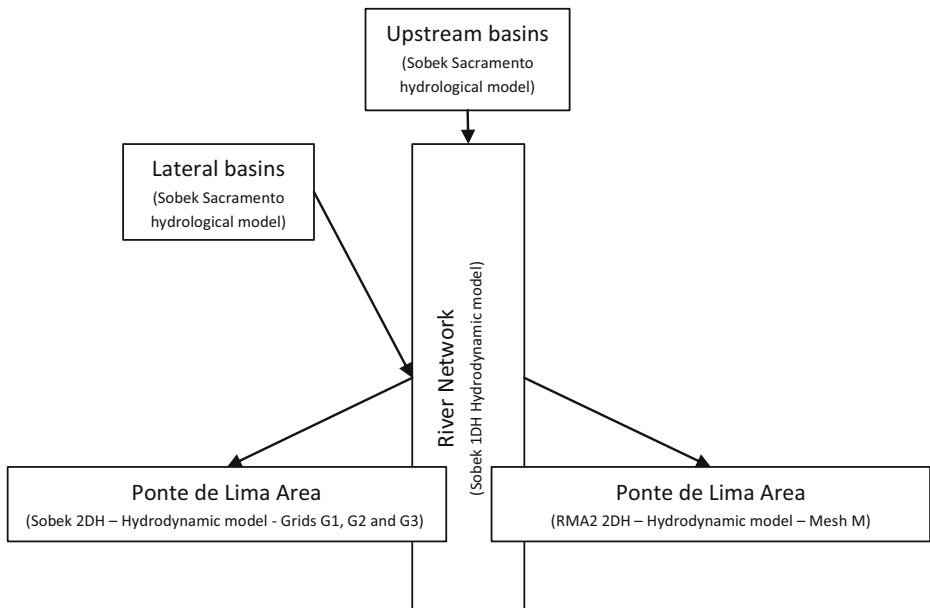 Upstream basins
(Sobek Sacramento
hydrological model)
Lateral basins
(Sobek Sacramento
hydrological model)
River Network
(Sobek 1DH Hydrodynamic model)
Ponte de Lima Area
(Sobek 2DH – Hydrodynamic model - Grids G1, G2 and G3)
Ponte de Lima Area
(RMA2 2DH – Hydrodynamic model – Mesh M)